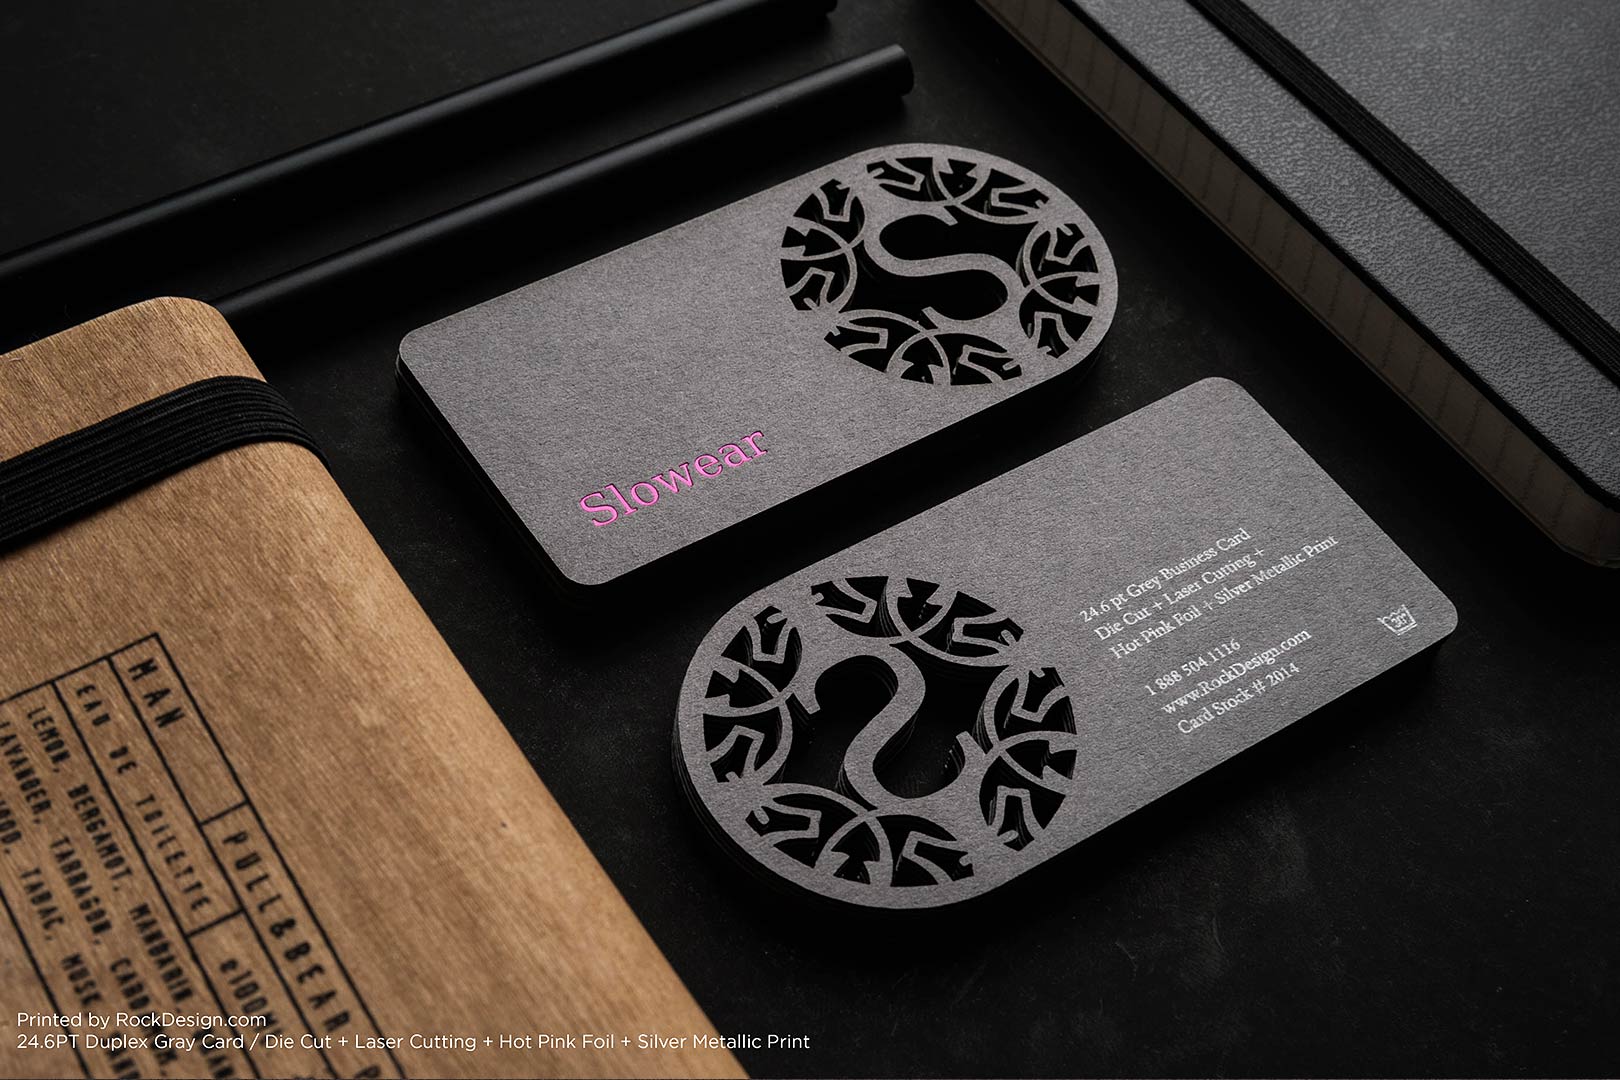 Slowear
24.6 pt Grey Business Card
Die Cut + Laser Cutting +
Hot Pink Foil + Silver Metallic Print
1 888 504 1116
www.RockDesign.com
Card Stock # 2014
MAN
PULL&BEAR
EAU DE TOILETTE
e100M
LEMON, BERGAMOT, MANDARIN
LAVANDER, TARRAGON,
TABAC, MUSK
Printed by RockDesign.com
24.6PT Duplex Gray Card / Die Cut + Laser Cutting + Hot Pink Foil + Silver Metallic Print